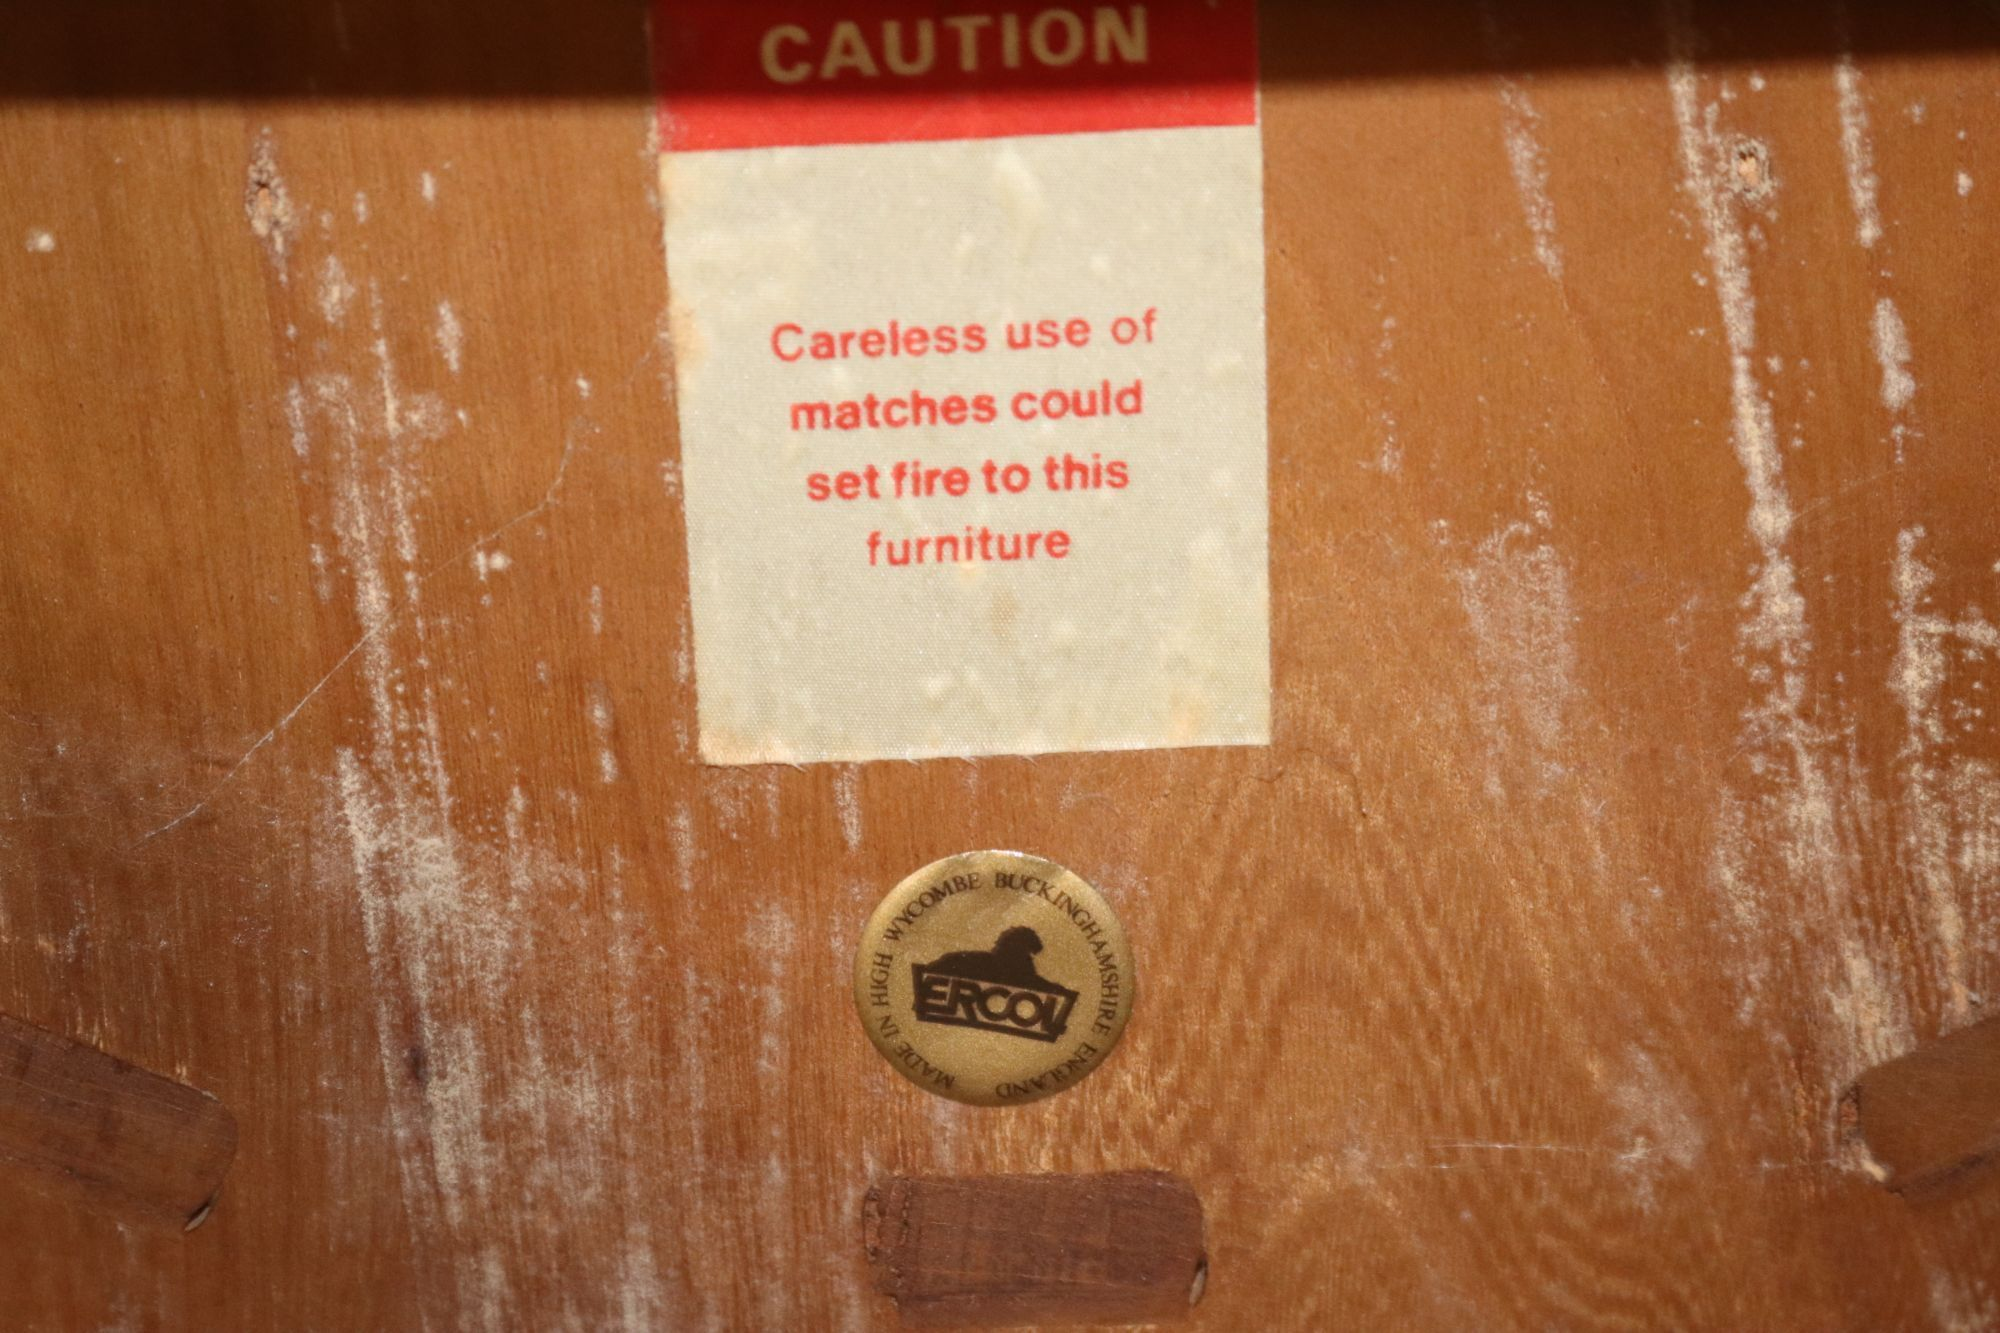 CAUTION
Careless use of
matches could
set fire to this
furniture
MADE IN HIGH WYCOMBE BUCKINGHAMSHIRE ENGLAND
ERCOL